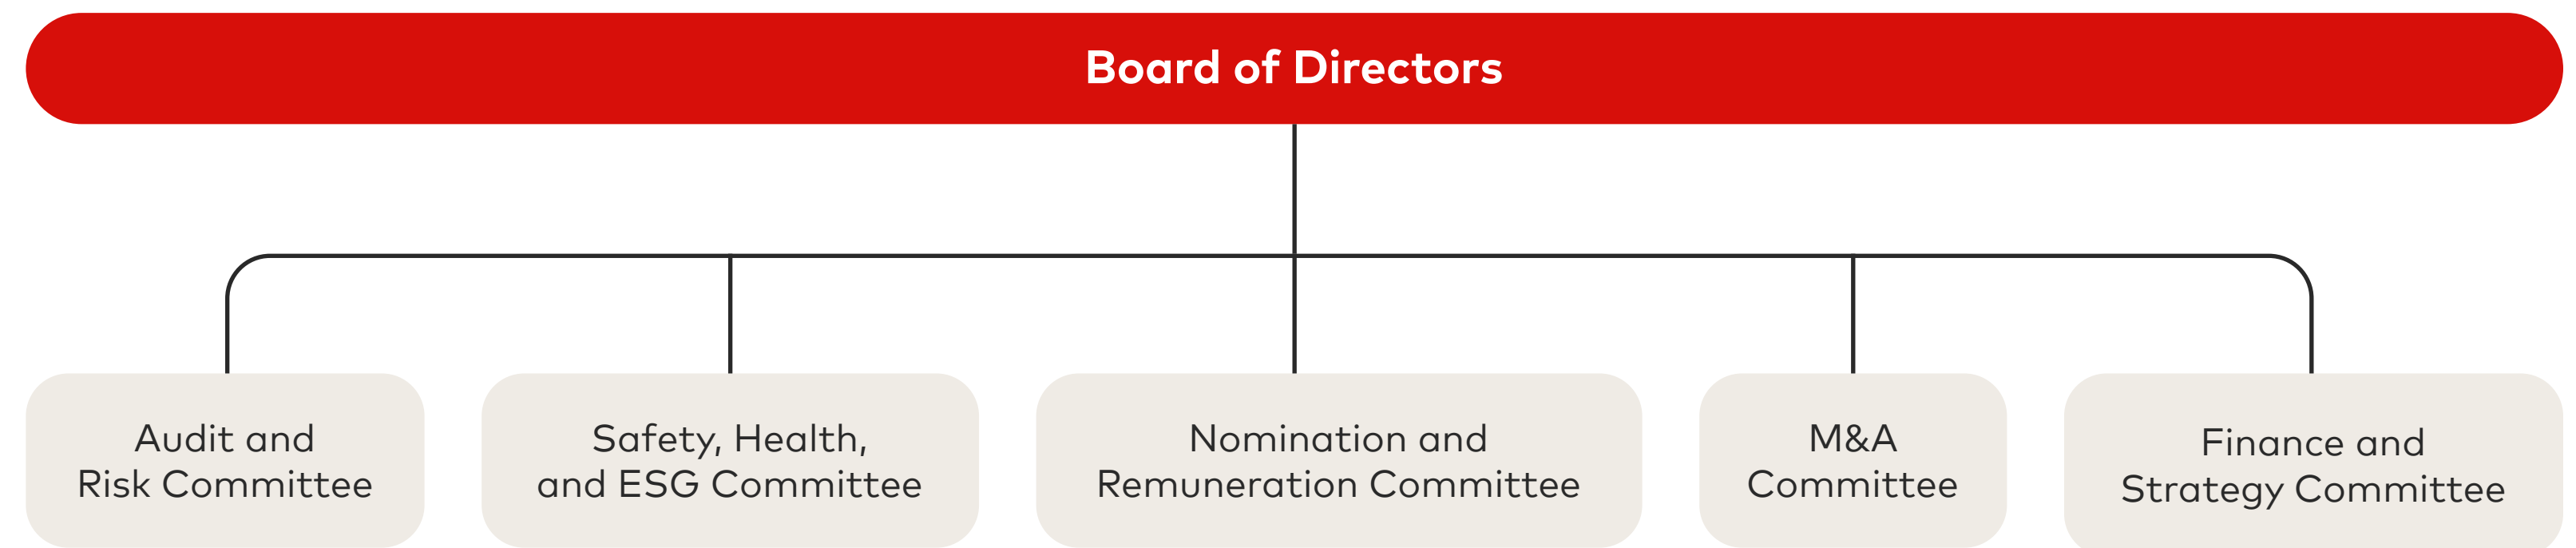 Board of Directors
Audit and
Risk Committee
Safety, Health,
and ESG Committee
Nomination and
Remuneration Committee
M&A
Committee
Finance and
Strategy Committee